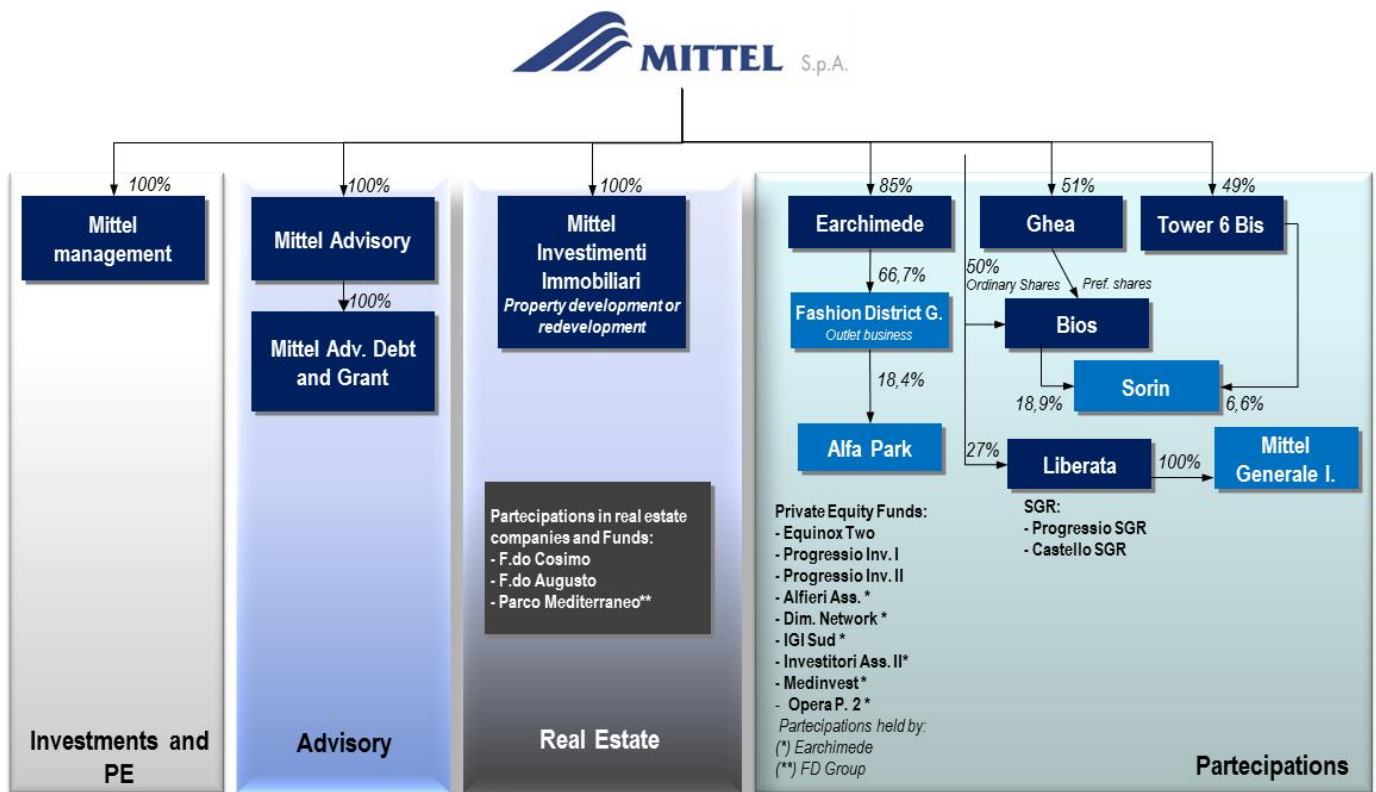 MITTEL S.p.A.
100%
Mittel
management
Investments and
PE
100%
Mittel Advisory
100%
Mittel Adv. Debt
and Grant
Advisory
100%
Mittel
Investimenti
Immobiliari
Property development or
redevelopment
Partecipations in real estate
companies and Funds:
- F.do Cosimo
- F.do Augusto
- Parco Mediterraneo**
Real Estate
85%
Earchimede
66,7%
Fashion District G.
Outlet business
18,4%
Alfa Park
Private Equity Funds:
- Equinox Two
- Progressio Inv. I
- Progressio Inv. II
- Alfieri Ass. *
- Dim. Network *
- IGI Sud *
- Investitori Ass. II*
- Medinvest *
- Opera P. 2 *
Partecipations held by:
(*) Earchimede
(**) FD Group
51%
Ghea
50%
Ordinary Shares
Pref. shares
Bios
49%
Tower 6 Bis
18,9%
Sorin
6,6%
27%
Liberata
100%
Mittel
Generale I.
SGR:
- Progressio SGR
- Castello SGR
Partecipations